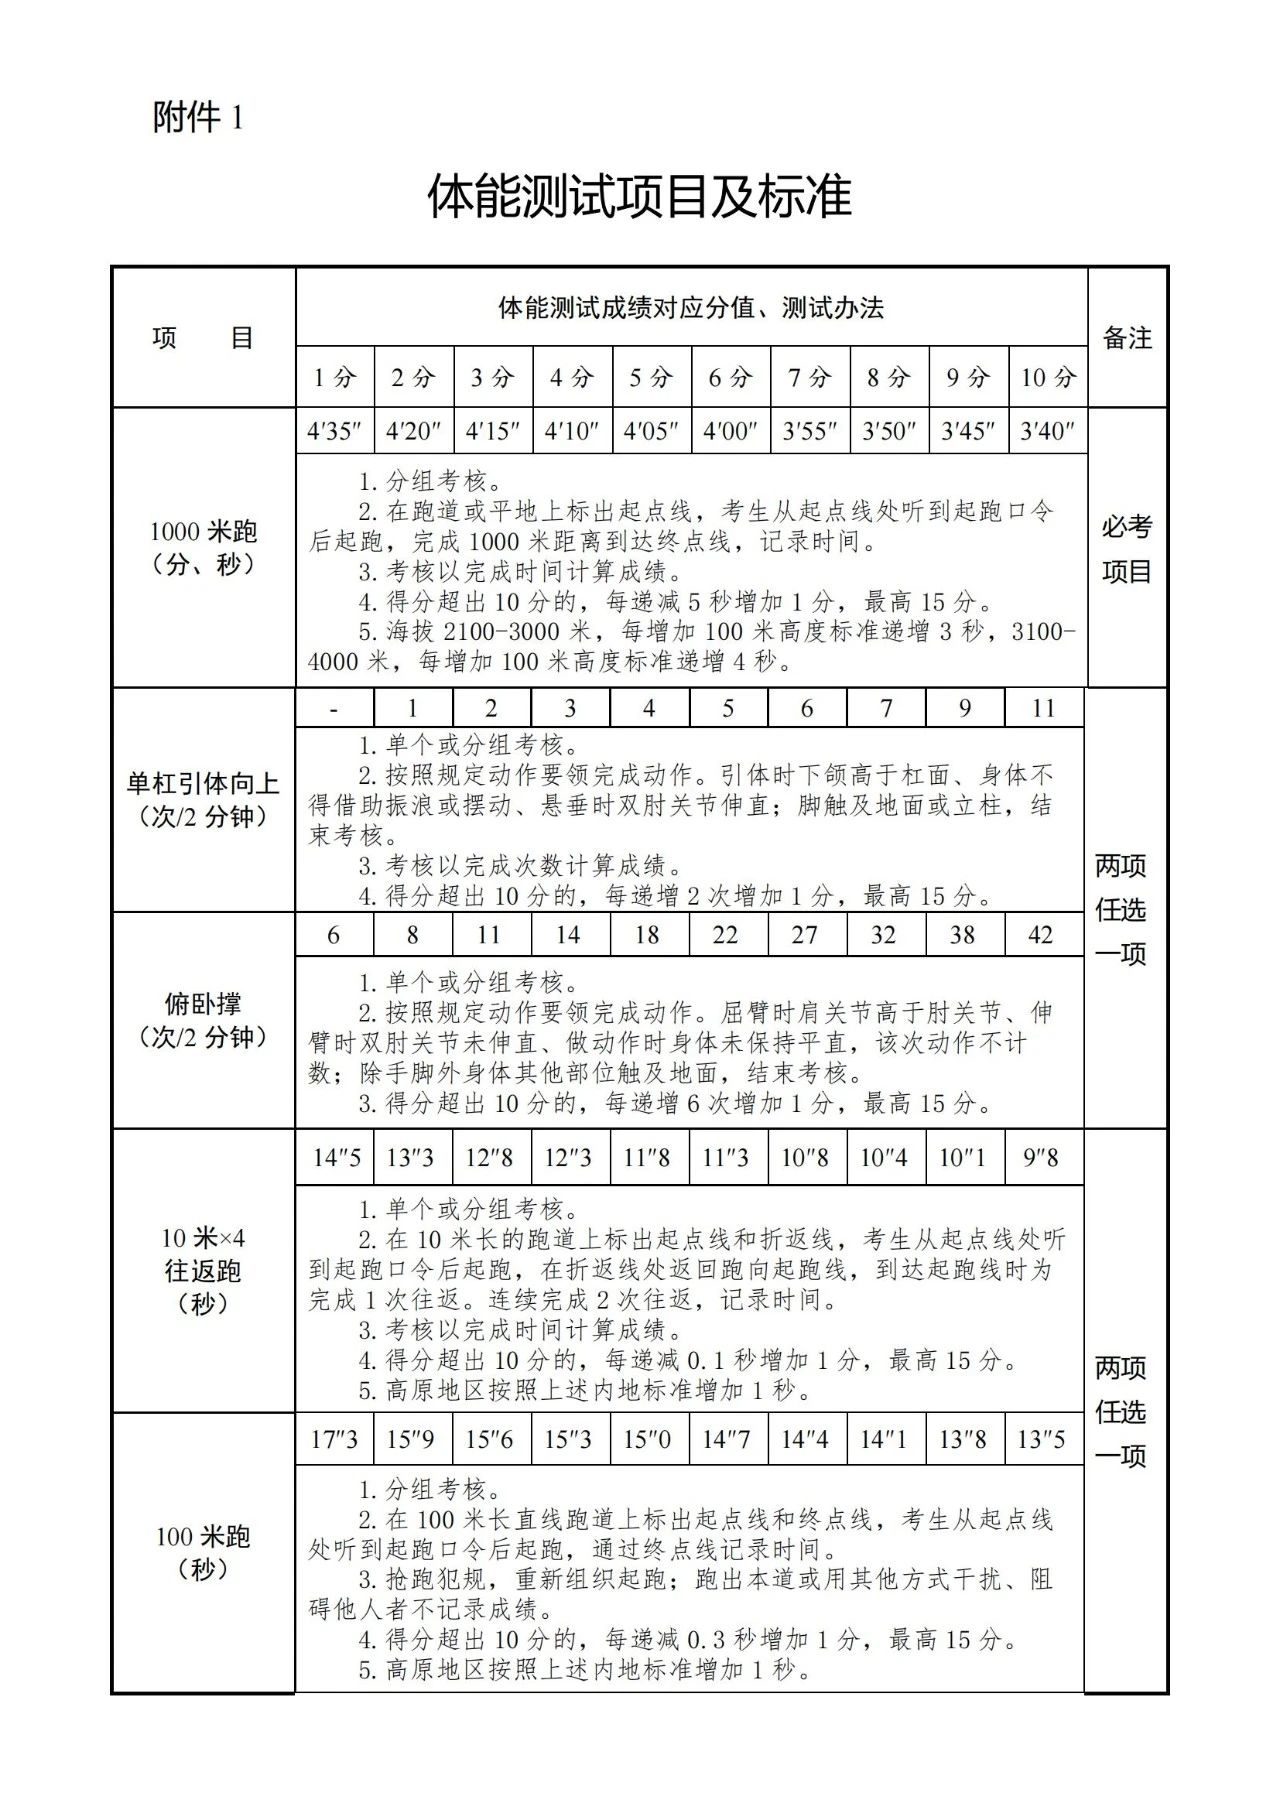 附件 1
体能测试项目及标准
项 目
体能测试成绩对应分值、测试办法
备注
1 分 2 分 3 分 4 分 5 分 6 分 7 分 8 分 9 分 10 分
1000 米跑
（分、秒）
4′35″ 4′20″ 4′15″ 4′10″ 4′05″ 4′00″ 3′55″ 3′50″ 3′45″ 3′40″
1. 分组考核。
2. 在跑道或平地上标出起点线，考生从起点线处听到起跑口令
后起跑，完成 1000 米距离到达终点线，记录时间。
3. 考核以完成时间计算成绩。
4. 得分超出 10 分的，每递减 5 秒增加 1 分，最高 15 分。
5. 海拔 2100-3000 米，每增加 100 米高度标准递增 3 秒，3100-
4000 米，每增加 100 米高度标准递增 4 秒。
必考
项目
单杠引体向上
（次/2 分钟）
- 1 2 3 4 5 6 7 9 11
1. 单个或分组考核。
2. 按照规定动作要领完成动作。引体时下颌高于杠面、身体不
得借助振浪或摆动、悬垂时双肘关节伸直；脚触及地面或立柱，结
束考核。
3. 考核以完成次数计算成绩。
4. 得分超出 10 分的，每递增 2 次增加 1 分，最高 15 分。
俯卧撑
（次/2 分钟）
6 8 11 14 18 22 27 32 38 42
1. 单个或分组考核。
2. 按照规定动作要领完成动作。屈臂时肩关节高于肘关节、伸
臂时双肘关节未伸直、做动作时身体未保持平直，该次动作不计
数；除手脚外身体其他部位触及地面，结束考核。
3. 得分超出 10 分的，每递增 6 次增加 1 分，最高 15 分。
两项
任选
一项
10 米×4
往返跑
（秒）
14″5 13″3 12″8 12″3 11″8 11″3 10″8 10″4 10″1 9″8
1. 单个或分组考核。
2. 在 10 米长的跑道上标出起点线和折返线，考生从起点线处听
到起跑口令后起跑，在折返线处返回跑向起跑线，到达起跑线时为
完成 1 次往返。连续完成 2 次往返，记录时间。
3. 考核以完成时间计算成绩。
4. 得分超出 10 分的，每递减 0.1 秒增加 1 分，最高 15 分。
5. 高原地区按照上述内地标准增加 1 秒。
100 米跑
（秒）
17″3 15″9 15″6 15″3 15″0 14″7 14″4 14″1 13″8 13″5
1. 分组考核。
2. 在 100 米长直线跑道上标出起点线和终点线，考生从起点线
处听到起跑口令后起跑，通过终点线记录时间。
3. 抢跑犯规，重新组织起跑；跑出本道或用其他方式干扰、阻
碍他人者不记录成绩。
4. 得分超出 10 分的，每递减 0.3 秒增加 1 分，最高 15 分。
5. 高原地区按照上述内地标准增加 1 秒。
两项
任选
一项